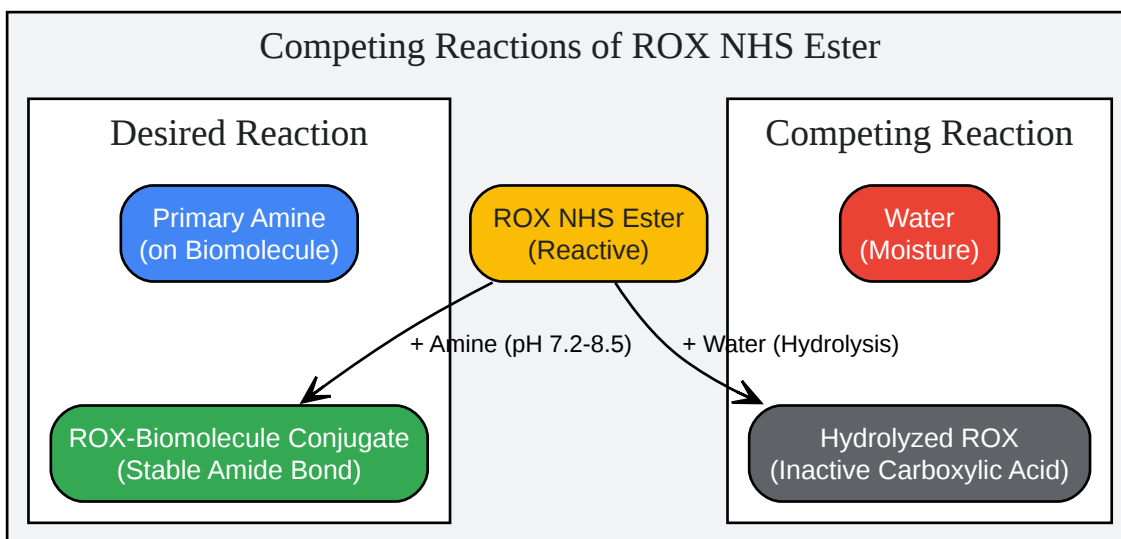 Competing Reactions of ROX NHS Ester
Desired Reaction
Competing Reaction
Primary Amine
(on Biomolecule)
ROX NHS Ester
(Reactive)
Water
(Moisture)
+ Amine (pH 7.2-8.5)
+ Water (Hydrolysis)
ROX-Biomolecule Conjugate
(Stable Amide Bond)
Hydrolyzed ROX
(Inactive Carboxylic Acid)